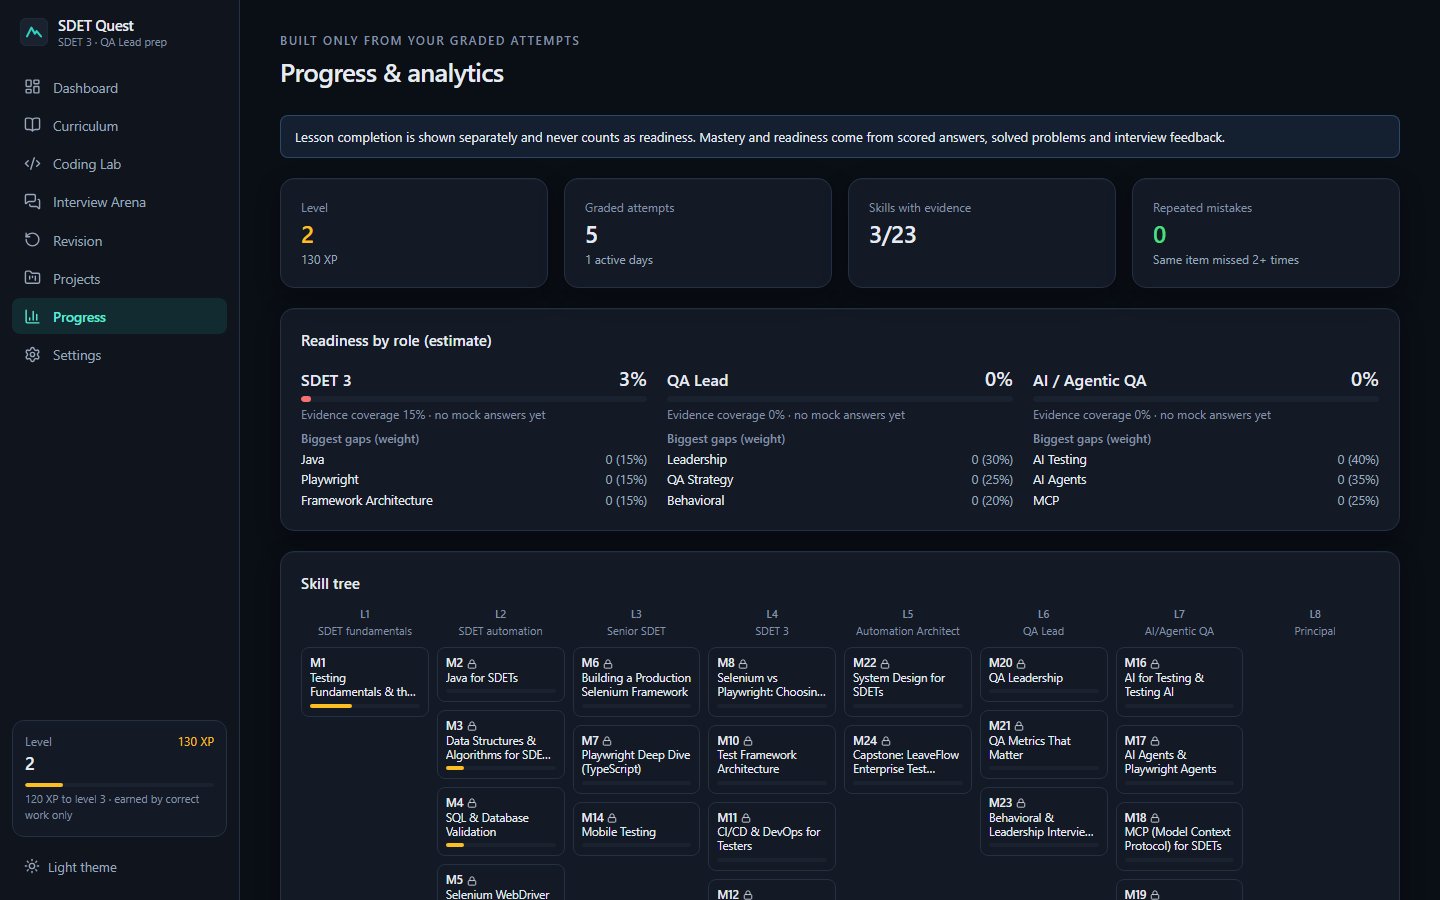 SDET Quest
SDET 3 · QA Lead prep
Dashboard
Curriculum
Coding Lab
Interview Arena
Revision
Projects
Progress
Settings
Level
130 XP
2
120 XP to level 3 · earned by correct
work only
Light theme
BUILT ONLY FROM YOUR GRADED ATTEMPTS
Progress & analytics
Lesson completion is shown separately and never counts as readiness. Mastery and readiness come from scored answers, solved problems and interview feedback.
Level
2
130 XP
Graded attempts
5
1 active days
Skills with evidence
3/23
Repeated mistakes
0
Same item missed 2+ times
Readiness by role (estimate)
SDET 3 3%
Evidence coverage 15% · no mock answers yet
Biggest gaps (weight)
Java 0 (15%)
Playwright 0 (15%)
Framework Architecture 0 (15%)
QA Lead 0%
Evidence coverage 0% · no mock answers yet
Biggest gaps (weight)
Leadership 0 (30%)
QA Strategy 0 (25%)
Behavioral 0 (20%)
AI / Agentic QA 0%
Evidence coverage 0% · no mock answers yet
Biggest gaps (weight)
AI Testing 0 (40%)
AI Agents 0 (35%)
MCP 0 (25%)
Skill tree
L1
SDET fundamentals
M1
Testing
Fundamentals & th...
L2
SDET automation
M2
Java for SDETs
M3
Data Structures &
Algorithms for SDE...
M4
SQL & Database
Validation
M5
Selenium WebDriver
L3
Senior SDET
M6
Building a Production
Selenium Framework
M7
Playwright Deep Dive
(TypeScript)
M14
Mobile Testing
L4
SDET 3
M8
Selenium vs
Playwright: Choosin...
M10
Test Framework
Architecture
M11
CI/CD & DevOps for
Testers
M12
L5
Automation Architect
M22
System Design for
SDETs
M24
Capstone: LeaveFlow
Enterprise Test...
L6
QA Lead
M20
QA Leadership
M21
QA Metrics That
Matter
M23
Behavioral &
Leadership Intervie...
L7
AI/Agentic QA
M16
AI for Testing &
Testing AI
M17
AI Agents &
Playwright Agents
M18
MCP (Model Context
Protocol) for SDETs
M19
L8
Principal